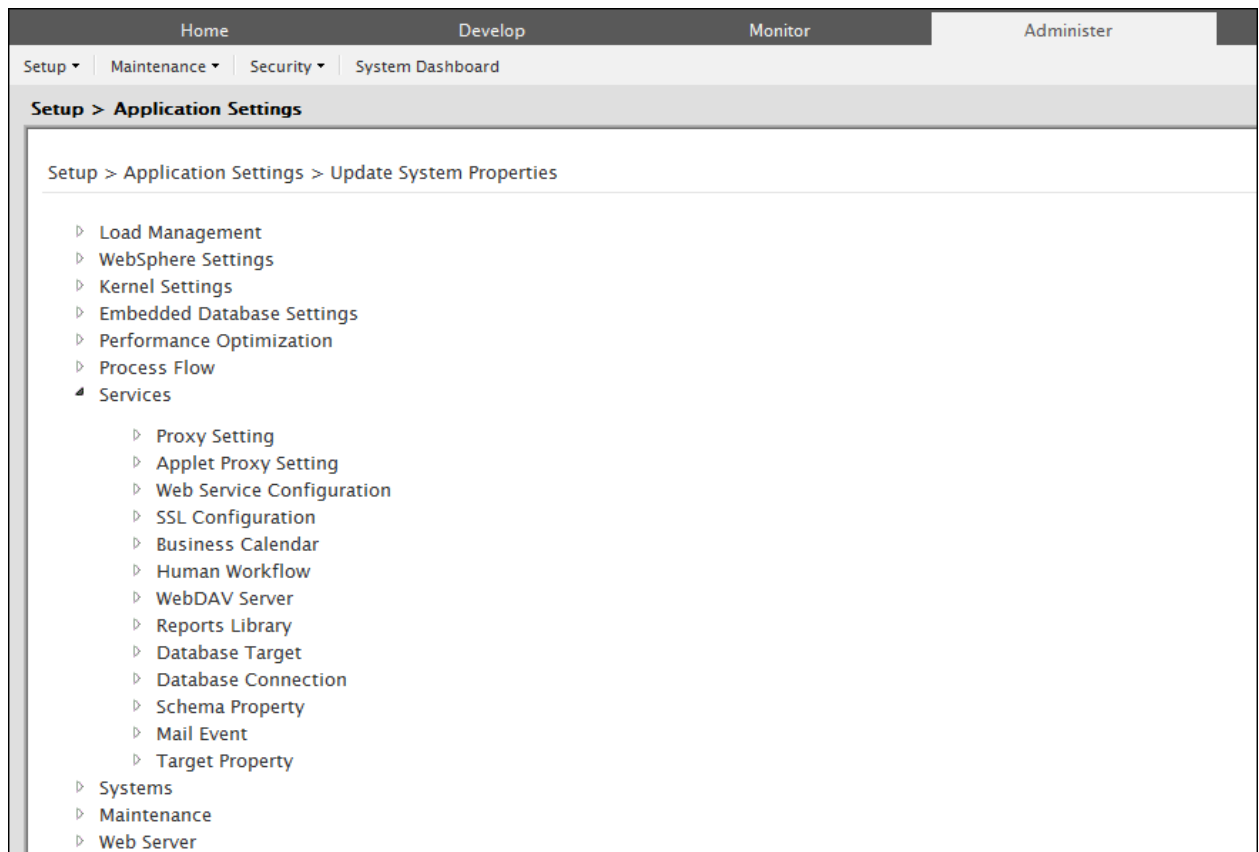 Home Develop Monitor Administer
Setup Maintenance Security System Dashboard
Setup > Application Settings
Setup > Application Settings > Update System Properties
Load Management
WebSphere Settings
Kernel Settings
Embedded Database Settings
Performance Optimization
Process Flow
Services
Proxy Setting
Applet Proxy Setting
Web Service Configuration
SSL Configuration
Business Calendar
Human Workflow
WebDAV Server
Reports Library
Database Target
Database Connection
Schema Property
Mail Event
Target Property
Systems
Maintenance
Web Server